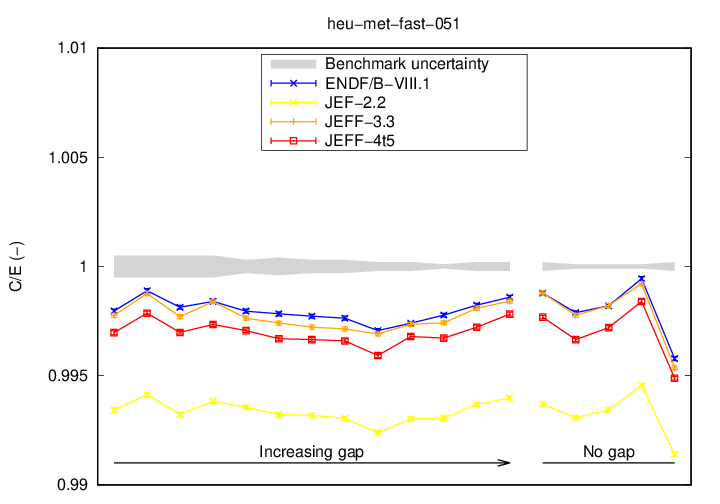 heu−met−fast−051
1.01
1.005
1
0.995
0.99
C/E (−)
Benchmark uncertainty
ENDF/B−VIII.1
JEF−2.2
JEFF−3.3
JEFF−4t5
Increasing gap
No gap